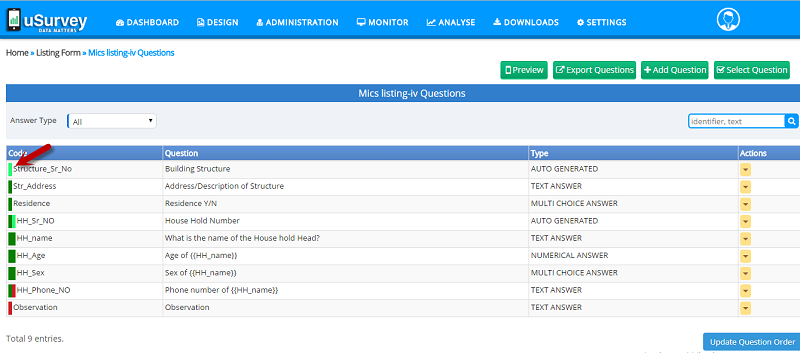 uSurvey
DATA MATTERS
DASHBOARD DESIGN ADMINISTRATION MONITOR ANALYSE DOWNLOADS SETTINGS
Home » Listing Form » Mics listing-iv Questions
Preview Export Questions Add Question Select Question
Mics listing-iv Questions
Answer Type All identifier, text
Code Question Type Actions
Structure_Sr_No Building Structure AUTO GENERATED
Str_Address Address/Description of Structure TEXT ANSWER
Residence Residence Y/N MULTI CHOICE ANSWER
HH_Sr_NO House Hold Number AUTO GENERATED
HH_name What is the name of the House hold Head? TEXT ANSWER
HH_Age Age of {{HH_name}} NUMERICAL ANSWER
HH_Sex Sex of {{HH_name}} MULTI CHOICE ANSWER
HH_Phone_NO Phone number of {{HH_name}} TEXT ANSWER
Observation Observation TEXT ANSWER
Total 9 entries.
Update Question Order